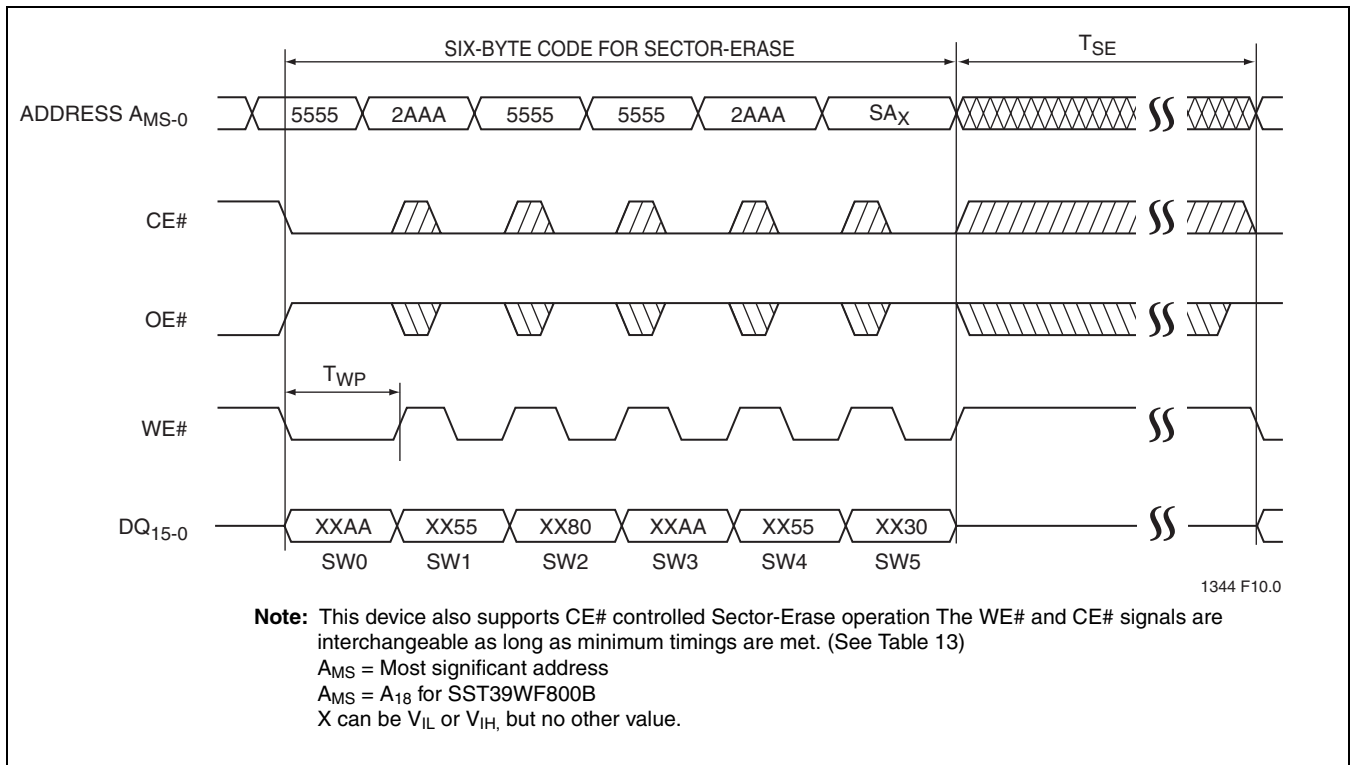 SIX-BYTE CODE FOR SECTOR-ERASE
TSE
ADDRESS AMS-0
5555 2AAA 5555 5555 2AAA SAX
CE#
OE#
TWP
WE#
DQ15-0
XXAA XX55 XX80 XXAA XX55 XX30
SW0 SW1 SW2 SW3 SW4 SW5
1344 F10.0
Note: This device also supports CE# controlled Sector-Erase operation The WE# and CE# signals are
interchangeable as long as minimum timings are met. (See Table 13)
AMS = Most significant address
AMS = A18 for SST39WF800B
X can be VIL or VIH, but no other value.